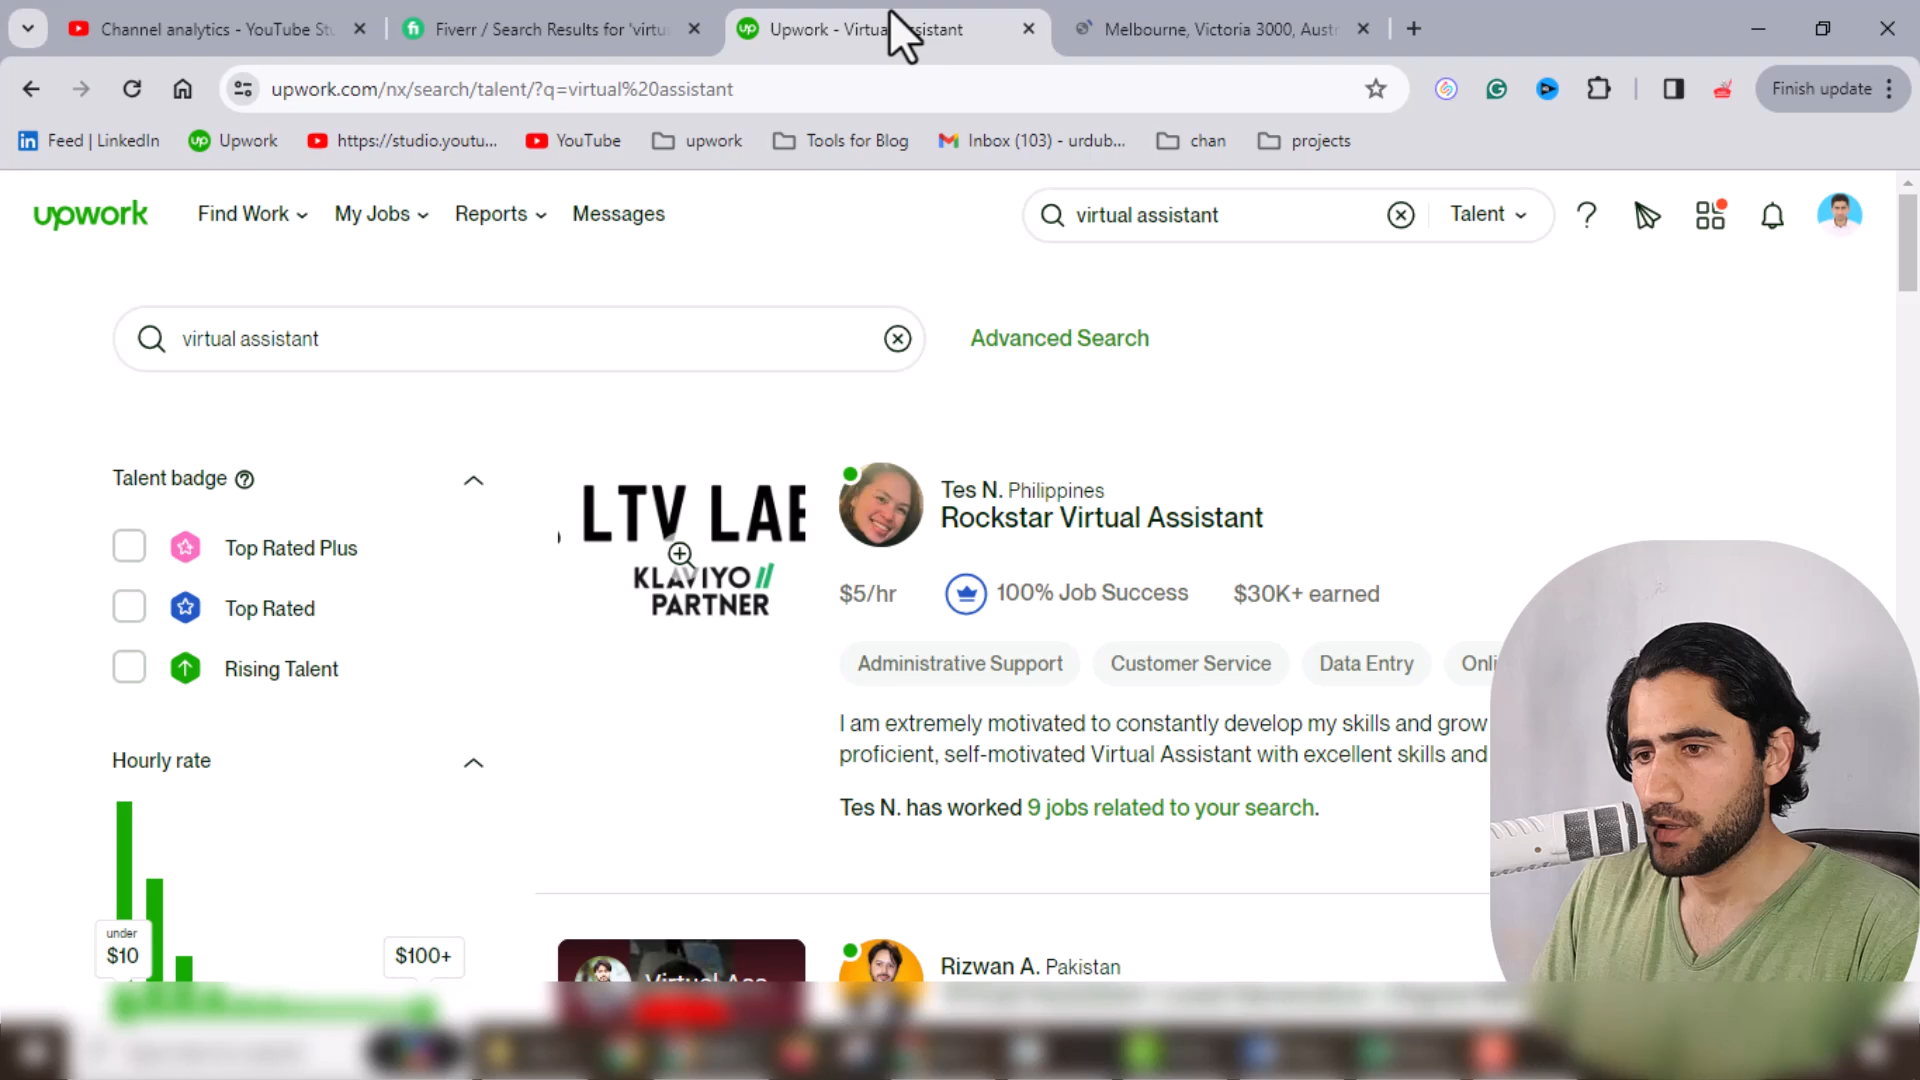 Channel analytics - YouTube Stu
Fiverr / Search Results for 'virtu
Upwork - Virtua ssistant
Melbourne, Victoria 3000, Austr
upwork.com/nx/search/talent/?q=virtual%20assistant
Finish update
Feed | LinkedIn
Upwork
https://studio.youtu...
YouTube
upwork
Tools for Blog
Inbox (103) - urdub...
chan
projects
upwork
Find Work
My Jobs
Reports
Messages
virtual assistant
Talent
virtual assistant
Advanced Search
Talent badge
Top Rated Plus
Top Rated
Rising Talent
Hourly rate
under
$10
$100+
LTV LAB
KLAVIYO
PARTNER
Tes N. Philippines
Rockstar Virtual Assistant
$5/hr
100% Job Success
$30K+ earned
Administrative Support
Customer Service
Data Entry
Onli
I am extremely motivated to constantly develop my skills and grow
proficient, self-motivated Virtual Assistant with excellent skills and
Tes N. has worked 9 jobs related to your search.
Rizwan A. Pakistan